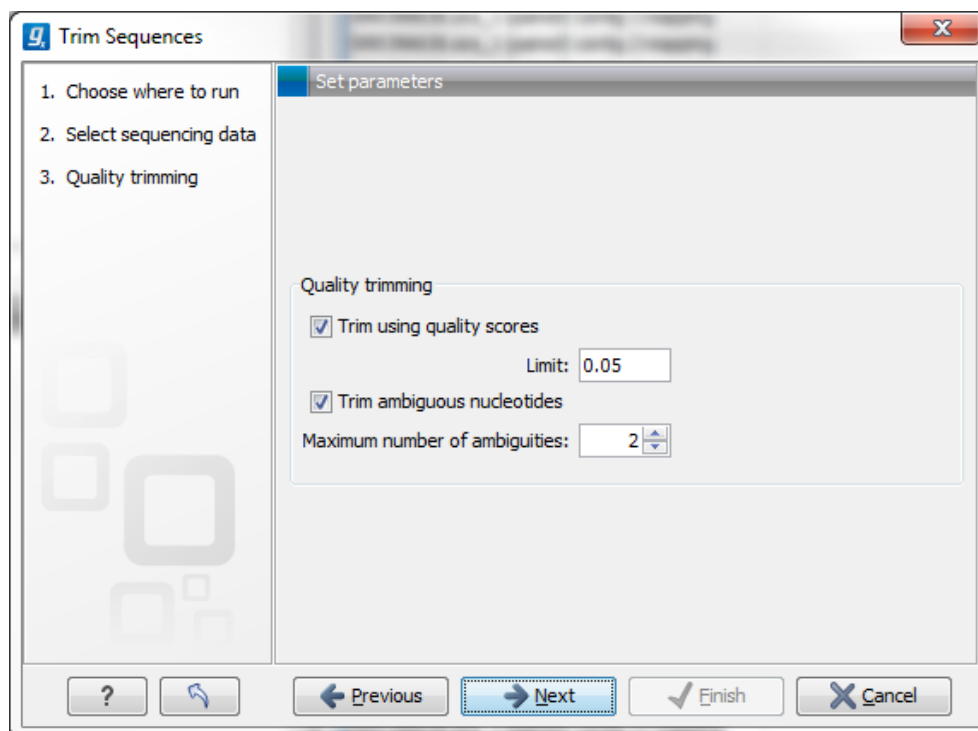 Trim Sequences
1. Choose where to run
2. Select sequencing data
3. Quality trimming
Set parameters
Quality trimming
Trim using quality scores
Limit: 0.05
Trim ambiguous nucleotides
Maximum number of ambiguities: 2
? Previous Next Finish Cancel